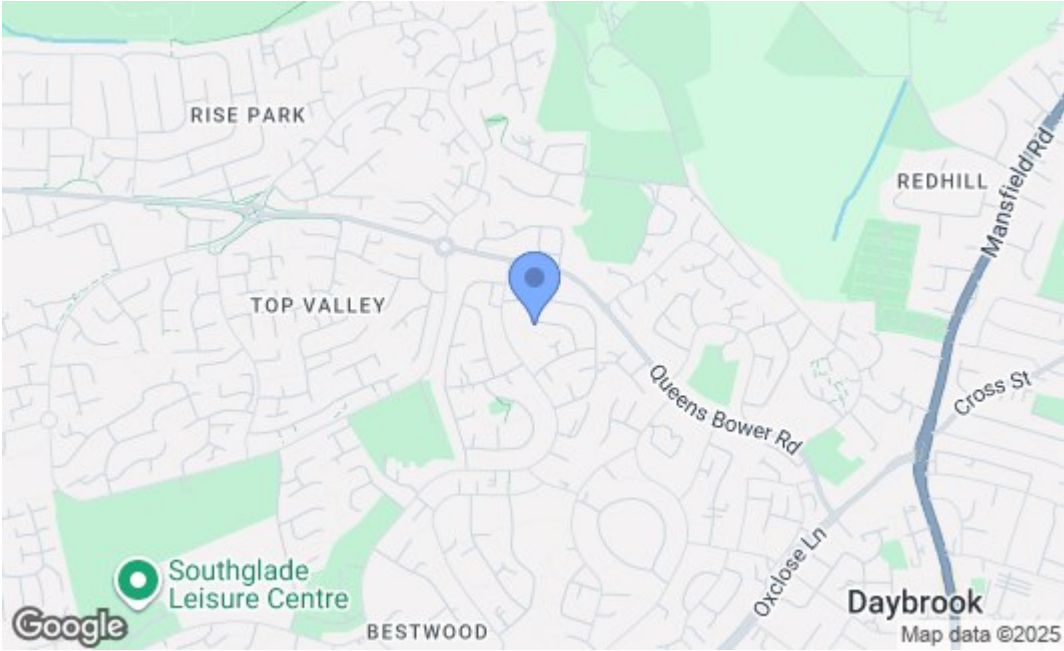 RISE PARK
REDHILL
Mansfield Rd
TOP VALLEY
Queens Bower Rd
Cross St
Oxclose Ln
Southglade
Leisure Centre
Daybrook
BESTWOOD
Google
Map data ©2025